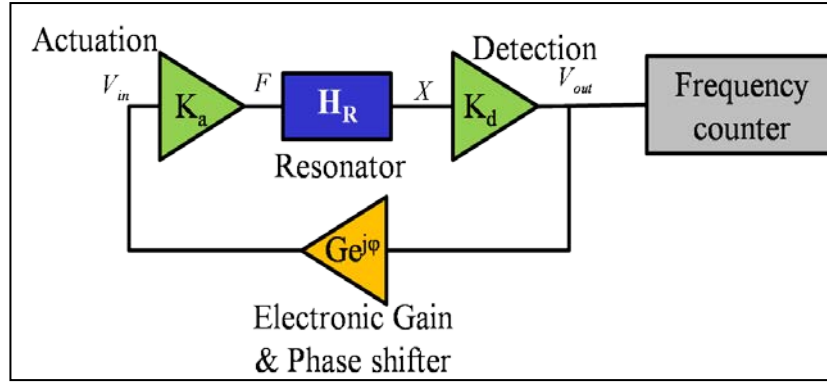 Actuation
Detection
V_in
K_a
F
H_R
X
K_d
V_out
Frequency
counter
Resonator
Ge^jφ
Electronic Gain
& Phase shifter